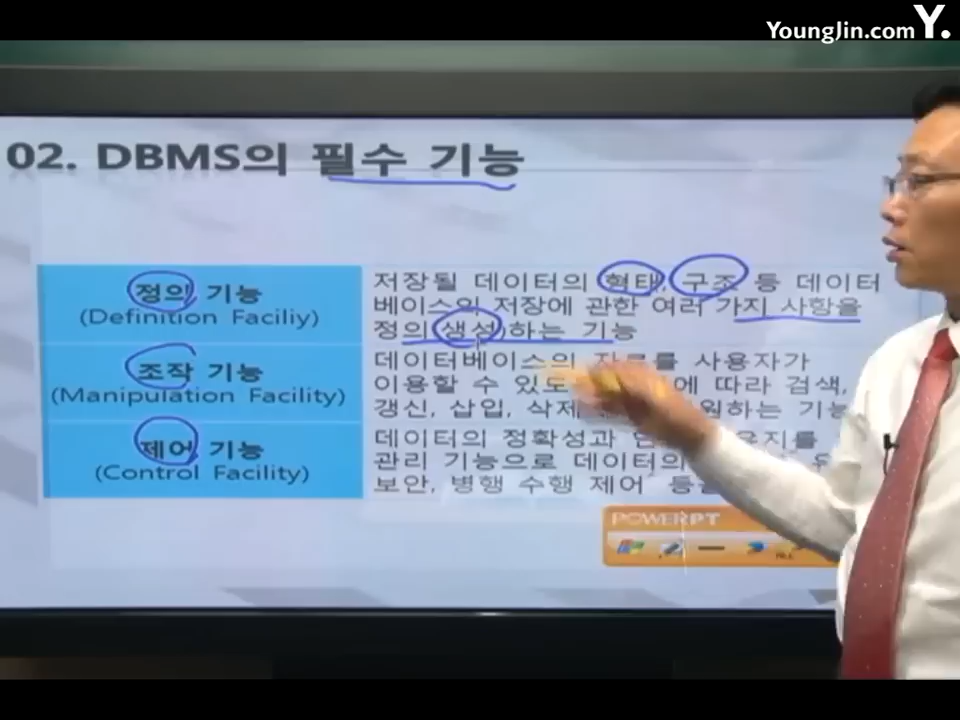 YoungJin.com Y.
02. DBMS의 필수 기능
정의 기능
(Definition Faciliy)
저장될 데이터의 형태, 구조 등 데이터
베이스의 저장에 관한 여러 가지 사항을
정의 생성하는 기능
조작 기능
(Manipulation Facility)
데이터베이스의 자료를 사용자가
이용할 수 있도 에 따라 검색,
갱신, 삽입, 삭제 원하는 기능
제어 기능
(Control Facility)
데이터의 정확성과 유지를
관리 기능으로 데이터의
보안, 병행 수행 제어 등을
POWERPT